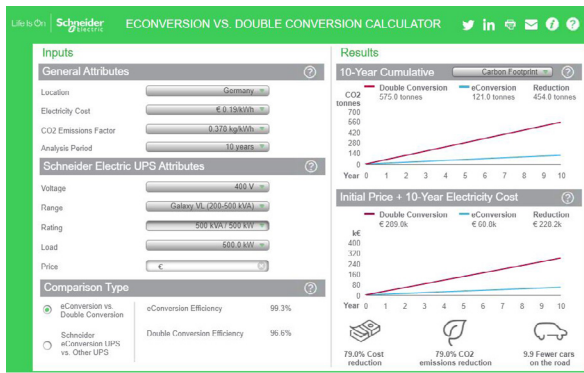 Life Is On Schneider Electric
ECONVERSION VS. DOUBLE CONVERSION CALCULATOR
Inputs
General Attributes ?
Location Germany
Electricity Cost € 0.19/kWh
CO2 Emissions Factor 0.378 kg/kWh
Analysis Period 10 years
Schneider Electric UPS Attributes ?
Voltage 400 V
Range Galaxy VL (200-500 kVA)
Rating 500 kVA / 500 kW
Load 500.0 kW
Price €
Comparison Type ?
eConversion vs.
Double Conversion
eConversion Efficiency 99.3%
Schneider
eConversion UPS
vs. Other UPS
Double Conversion Efficiency 96.6%
Results
10-Year Cumulative Carbon Footprint ?
CO2
tonnes
Double Conversion eConversion Reduction
575.0 tonnes 121.0 tonnes 454.0 tonnes
700
560
420
280
140
0
Year 0 1 2 3 4 5 6 7 8 9 10
Initial Price + 10-Year Electricity Cost ?
Double Conversion eConversion Reduction
€ 289.0k € 60.8k € 228.2k
k€
400
320
240
160
80
0
Year 0 1 2 3 4 5 6 7 8 9 10
79.0% Cost
reduction
79.0% CO2
emissions reduction
9.9 Fewer cars
on the road